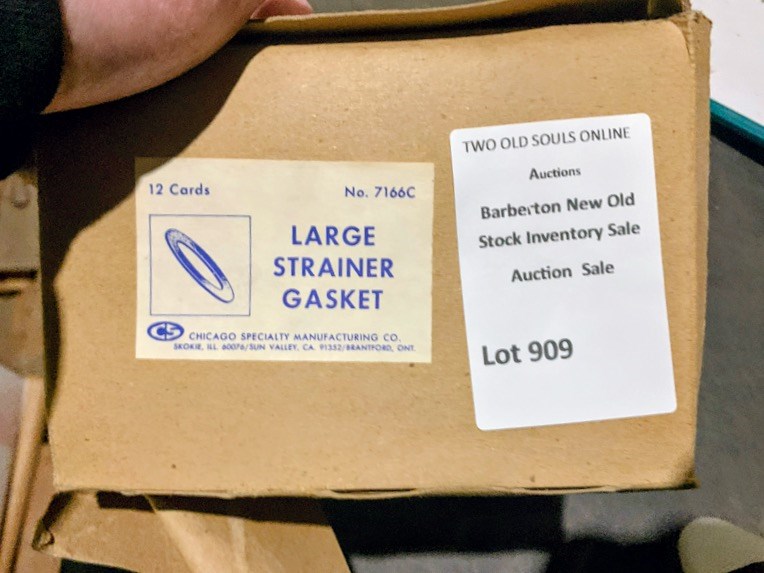 12 Cards No. 7166C
LARGE
STRAINER
GASKET
CS CHICAGO SPECIALTY MANUFACTURING CO.
SKOKIE, ILL. 60076/SUN VALLEY, CA. 91352/BRANTFORD, ONT.
TWO OLD SOULS ONLINE
Auctions
Barberton New Old
Stock Inventory Sale
Auction Sale
Lot 909